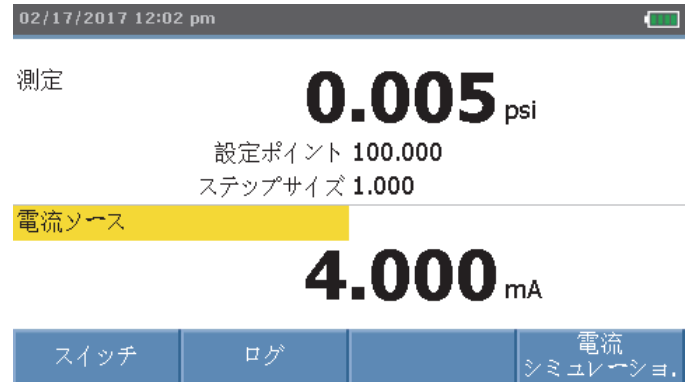 02/17/2017 12:02 pm
測定
0.005 psi
設定ポイント 100.000
ステップサイズ 1.000
電流ソース
4.000 mA
スイッチ ログ 電流
シミュレーショ.